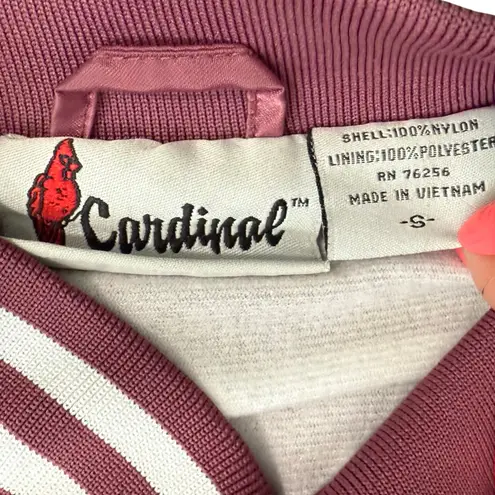 Cardinal™
SHELL:100%NYLON
LINING:100%POLYESTER
RN 76256
MADE IN VIETNAM
-S-